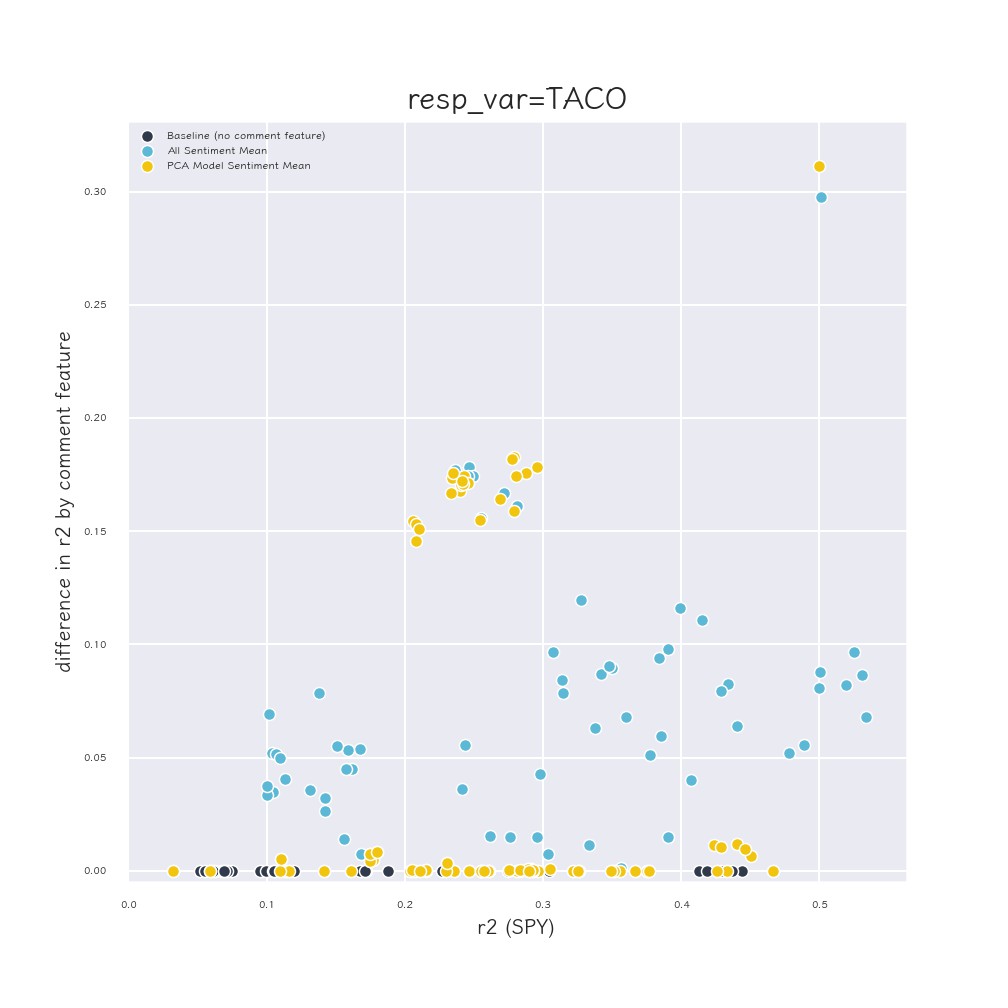 resp_var=TACO
Baseline (no comment feature)
All Sentiment Mean
PCA Model Sentiment Mean
0.30
0.25
0.20
0.15
0.10
0.05
0.00
difference in r2 by comment feature
0.0 0.1 0.2 0.3 0.4 0.5
r2 (SPY)